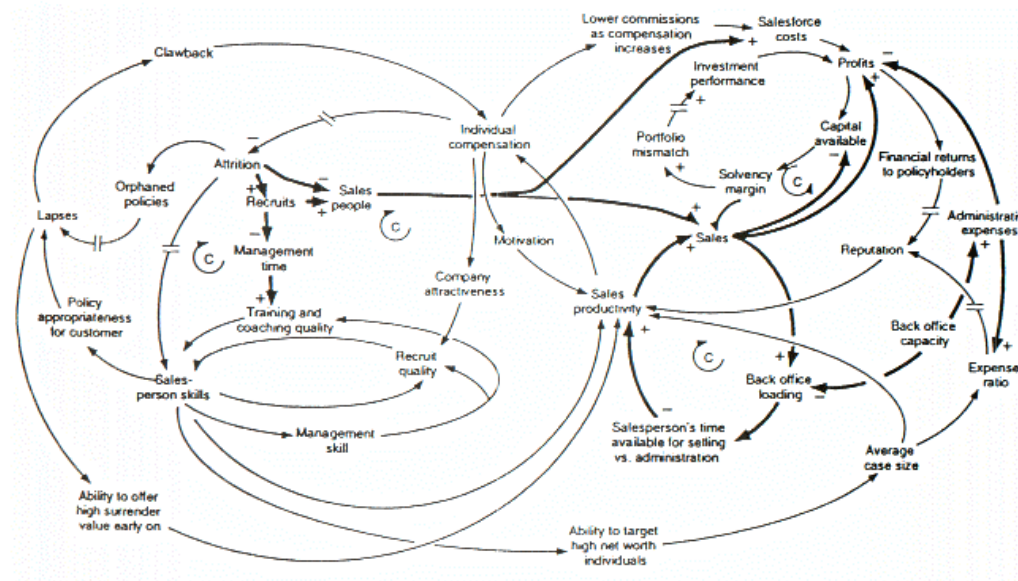 Lower commissions
as compensation
increases
Salesforce
costs
Clawback
Investment
performance
Profits
Individual
compensation
Portfolio
mismatch
Capital
available
Attrition
Orphaned
policies
Recruits
Sales
people
Solvency
margin
C
Financial returns
to policyholders
Lapses
C
Management
time
C
Motivation
Sales
Administrativ
expenses
Reputation
Company
attractiveness
Sales
productivity
Policy
appropriateness
for customer
Training and
coaching quality
Recruit
quality
C
Back office
capacity
Expense
ratio
Sales-
person skills
Back office
loading
Management
skill
Salesperson's time
available for selling
vs. administration
Average
case size
Ability to offer
high surrender
value early on
Ability to target
high net worth
individuals